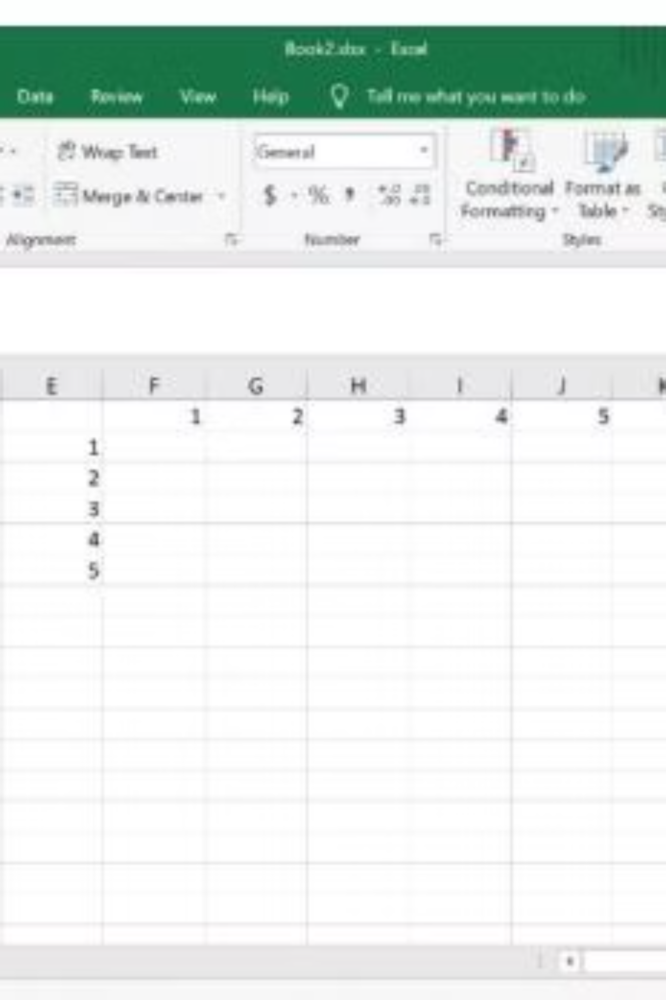 Book2.xlsx - Excel
Data Review View Help Tell me what you want to do
Wrap Text General
Merge & Center $ % , Conditional Formatting Format as Table
Alignment Number Styles
E F G H I J K
1 2 3 4 5
1
2
3
4
5